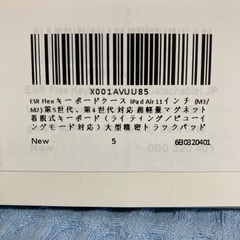 X001AVUU85
ESR Flexキーボードケース iPad Air 11インチ (M3/
M2)第5世代、第4世代対応 超軽量マグネット
着脱式キーボード (ライティング/ビューイ
ングモード対応) 大型精密トラックパッド
New 5 6B0320401